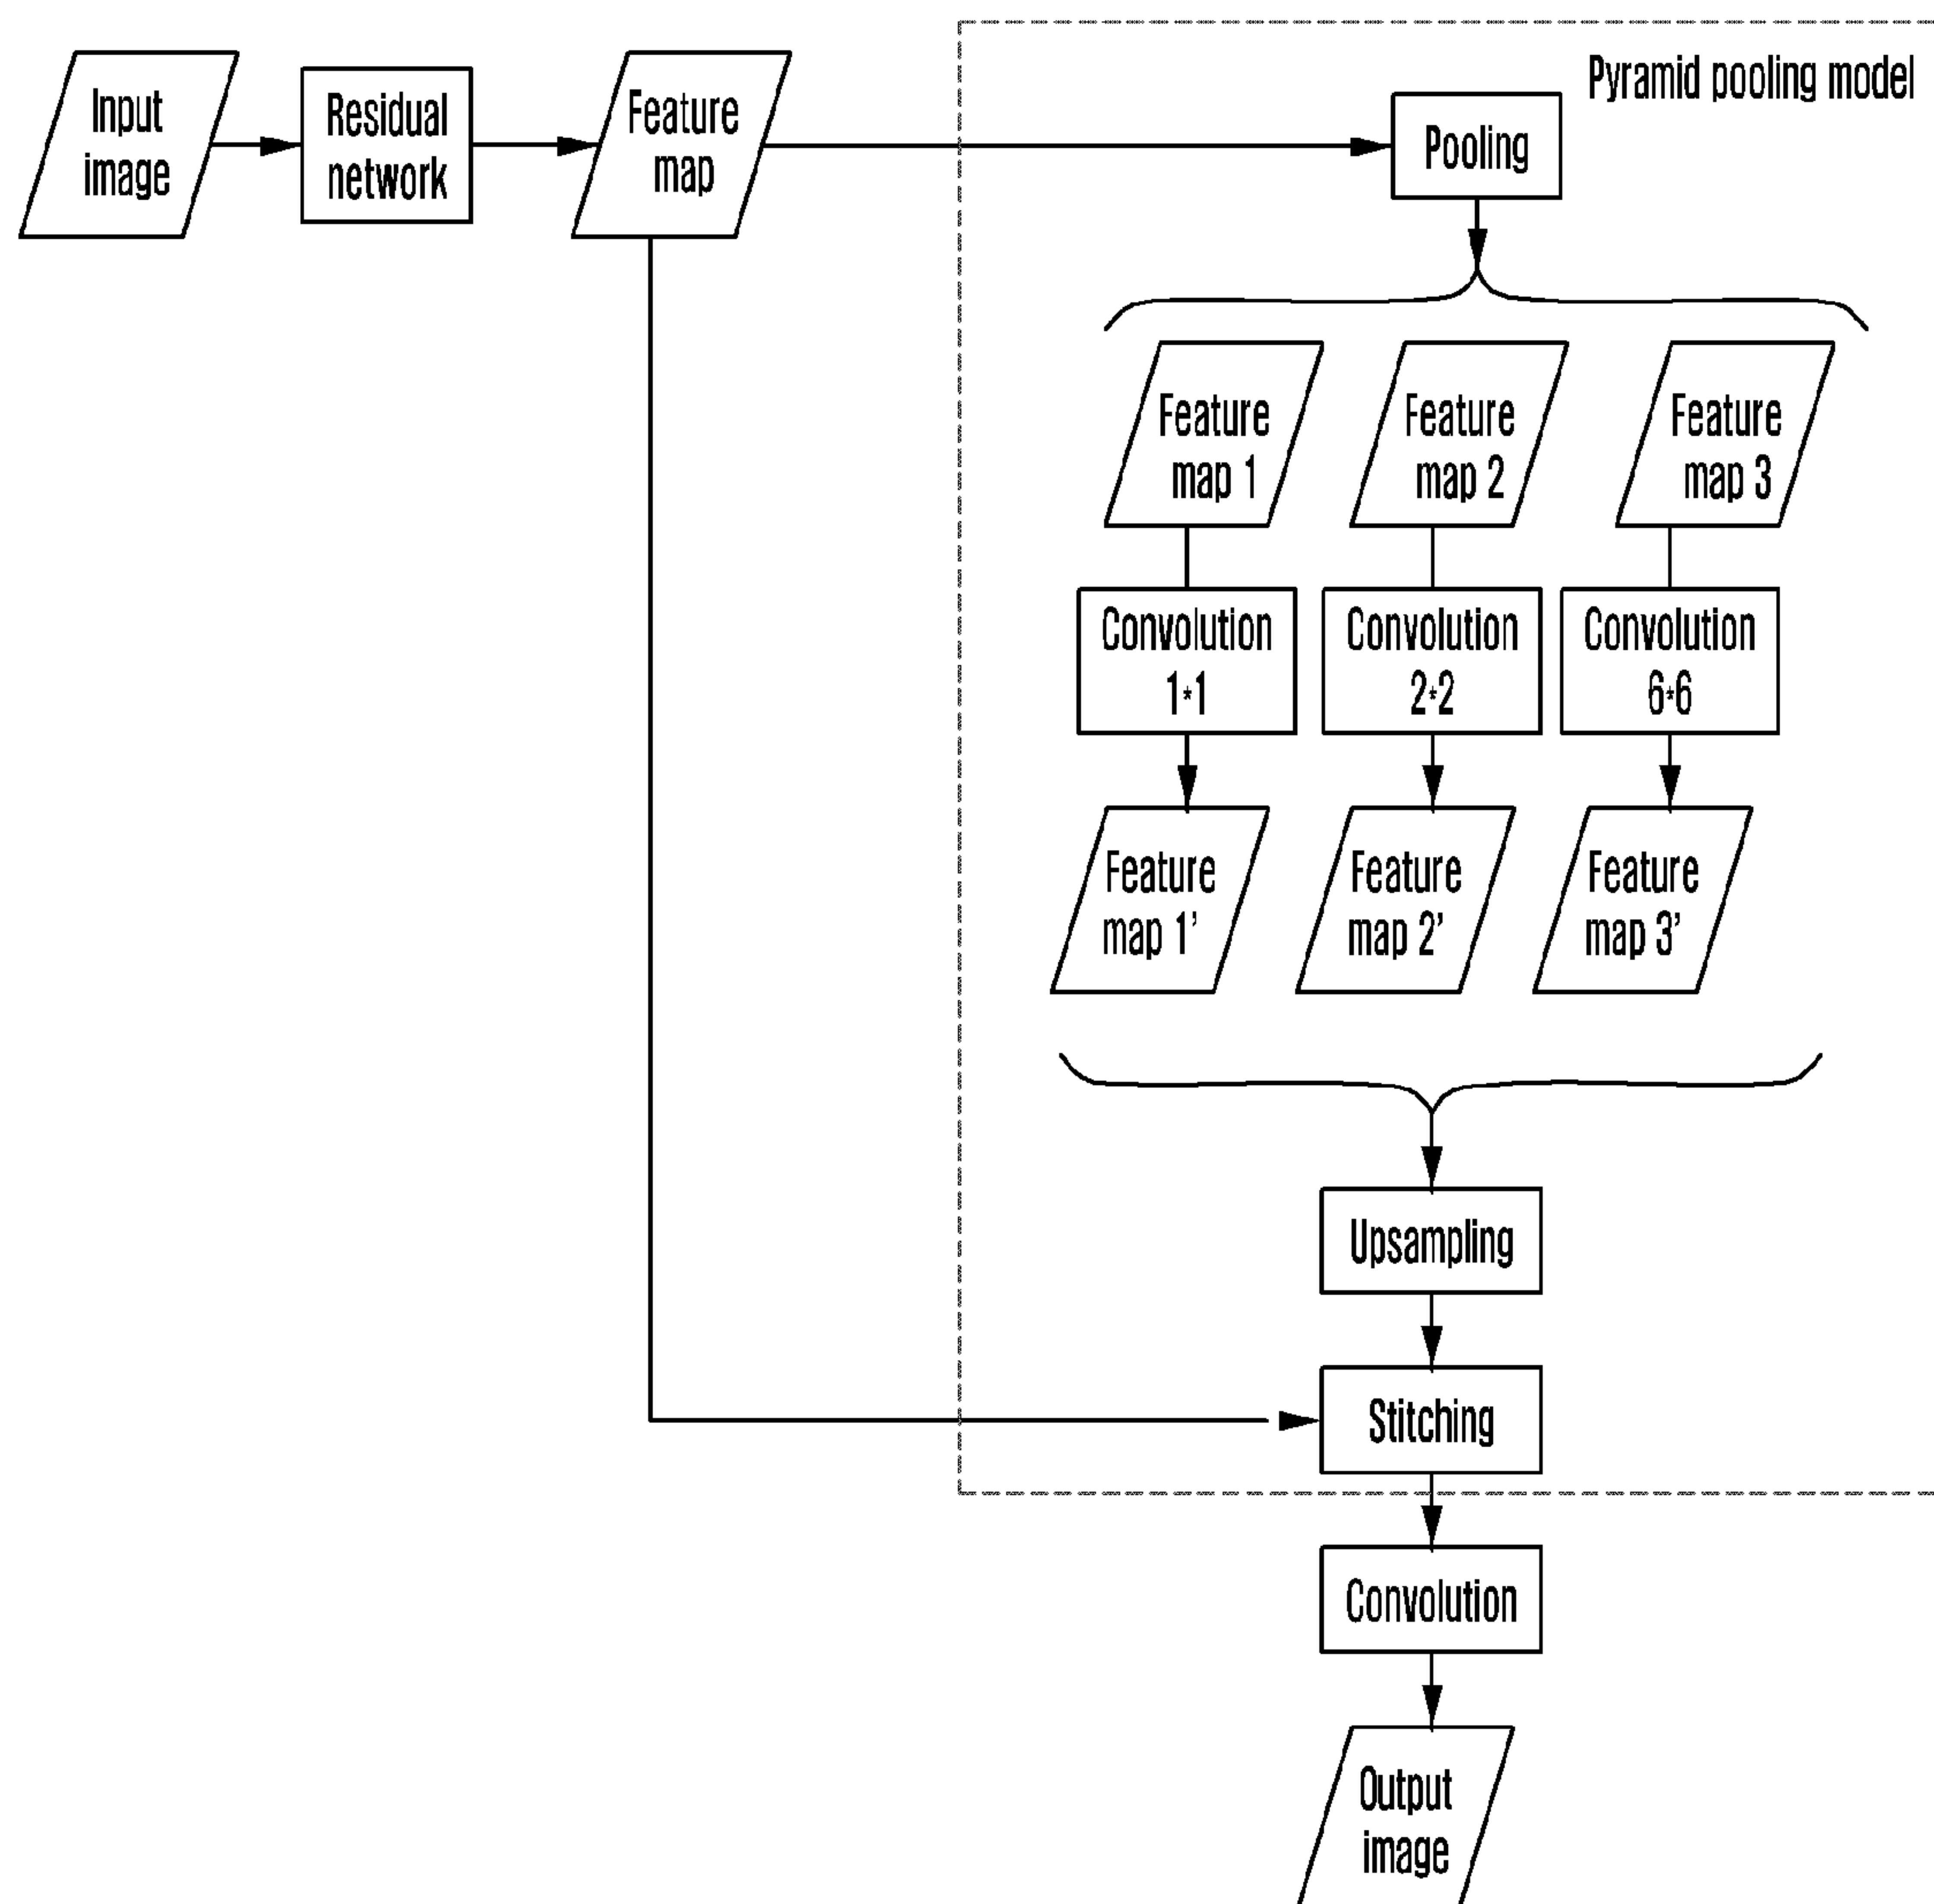 Input
image
Residual
network
Feature
map
Pyramid pooling model
Pooling
Feature
map 1
Feature
map 2
Feature
map 3
Convolution
1*1
Convolution
2*2
Convolution
6*6
Feature
map 1'
Feature
map 2'
Feature
map 3'
Upsampling
Stitching
Convolution
Output
image